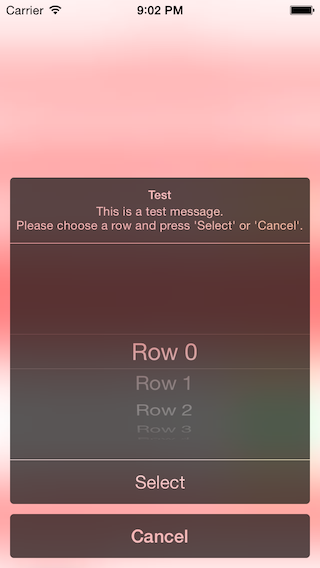 Carrier 9:02 PM
Test
This is a test message.
Please choose a row and press 'Select' or 'Cancel'.
Row 0
Row 1
Row 2
Row 3
Select
Cancel